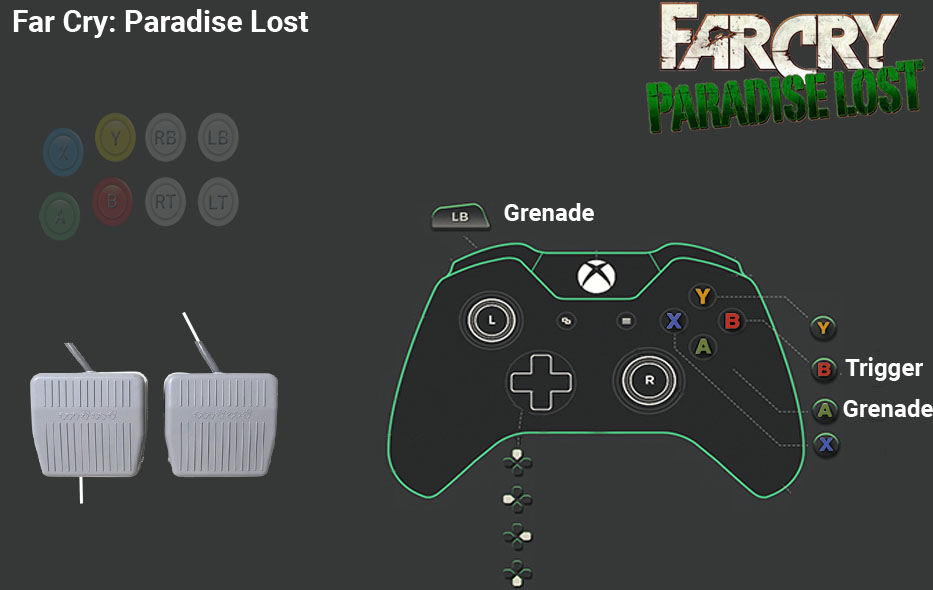 Far Cry: Paradise Lost
FARCRY
PARADISE LOST
X Y RB LB
A B RT LT
LB Grenade
L
Y
X B
A
R
Y
B Trigger
A Grenade
X